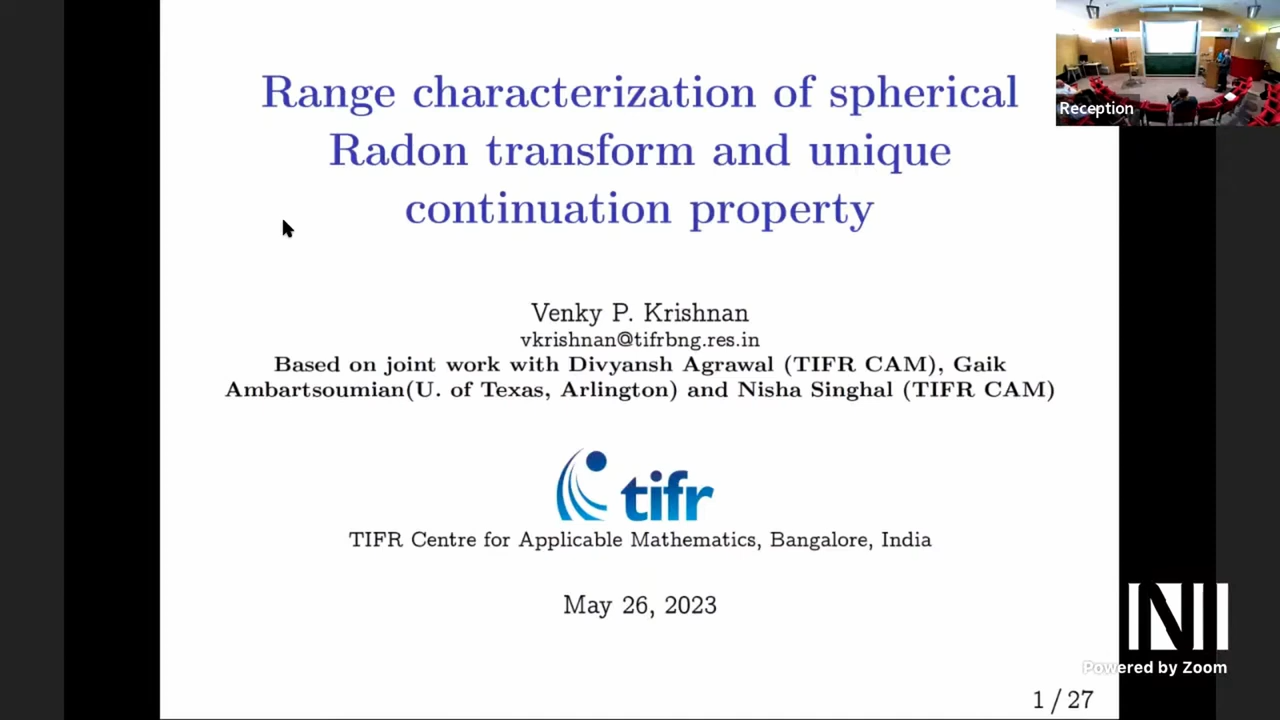 Range characterization of spherical
Radon transform and unique
continuation property
Venky P. Krishnan
vkrishnan@tifrbng.res.in
Based on joint work with Divyansh Agrawal (TIFR CAM), Gaik
Ambartsoumian(U. of Texas, Arlington) and Nisha Singhal (TIFR CAM)
tifr
TIFR Centre for Applicable Mathematics, Bangalore, India
May 26, 2023
1 / 27
Reception
Powered by Zoom